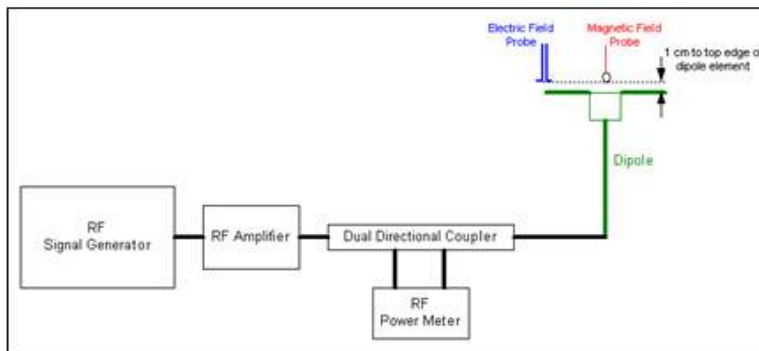 Electric Field
Probe
Magnetic Field
Probe
1 cm to top edge o
dipole element
Dipole
RF
Signal Generator
RF Amplifier
Dual Directional Coupler
RF
Power Meter